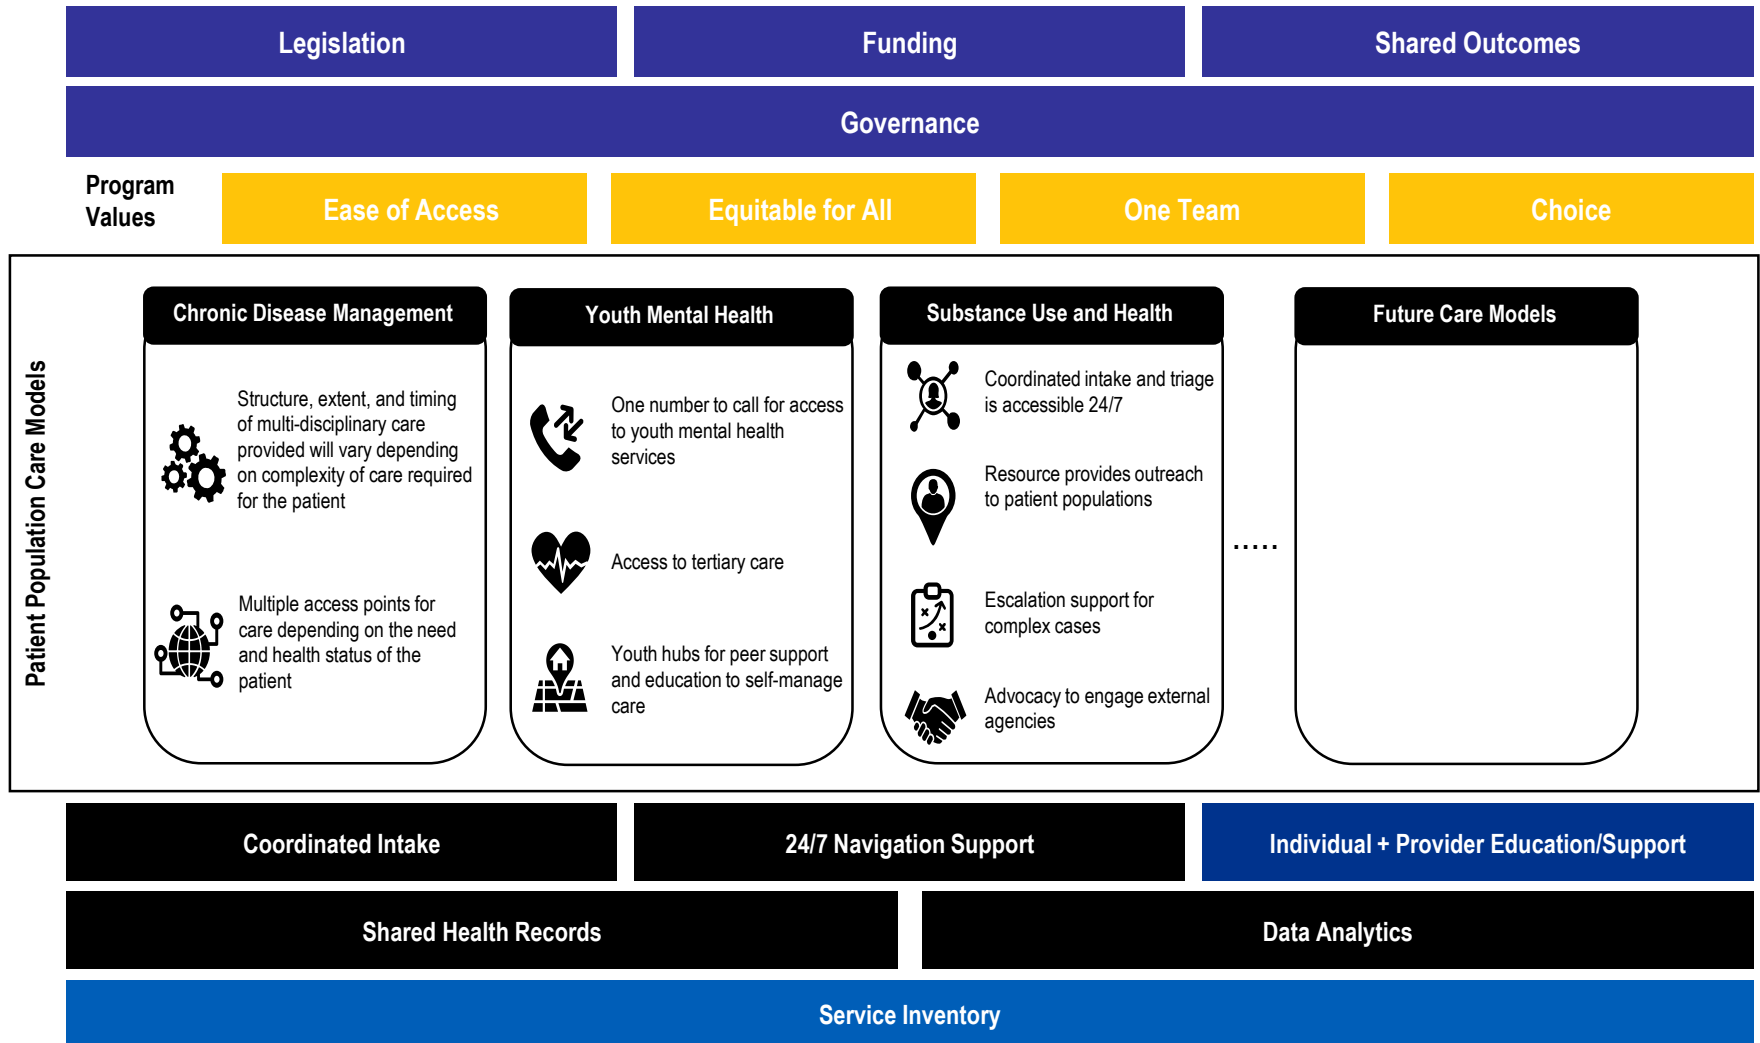 Legislation
Funding
Shared Outcomes
Governance
Program
Values
Ease of Access
Equitable for All
One Team
Choice
Patient Population Care Models
Chronic Disease Management
Structure, extent, and timing
of multi-disciplinary care
provided will vary depending
on complexity of care required
for the patient
Multiple access points for
care depending on the need
and health status of the
patient
Youth Mental Health
One number to call for access
to youth mental health
services
Access to tertiary care
Youth hubs for peer support
and education to self-manage
care
Substance Use and Health
Coordinated intake and triage
is accessible 24/7
Resource provides outreach
to patient populations
Escalation support for
complex cases
Advocacy to engage external
agencies
.....
Future Care Models
Coordinated Intake
24/7 Navigation Support
Individual + Provider Education/Support
Shared Health Records
Data Analytics
Service Inventory